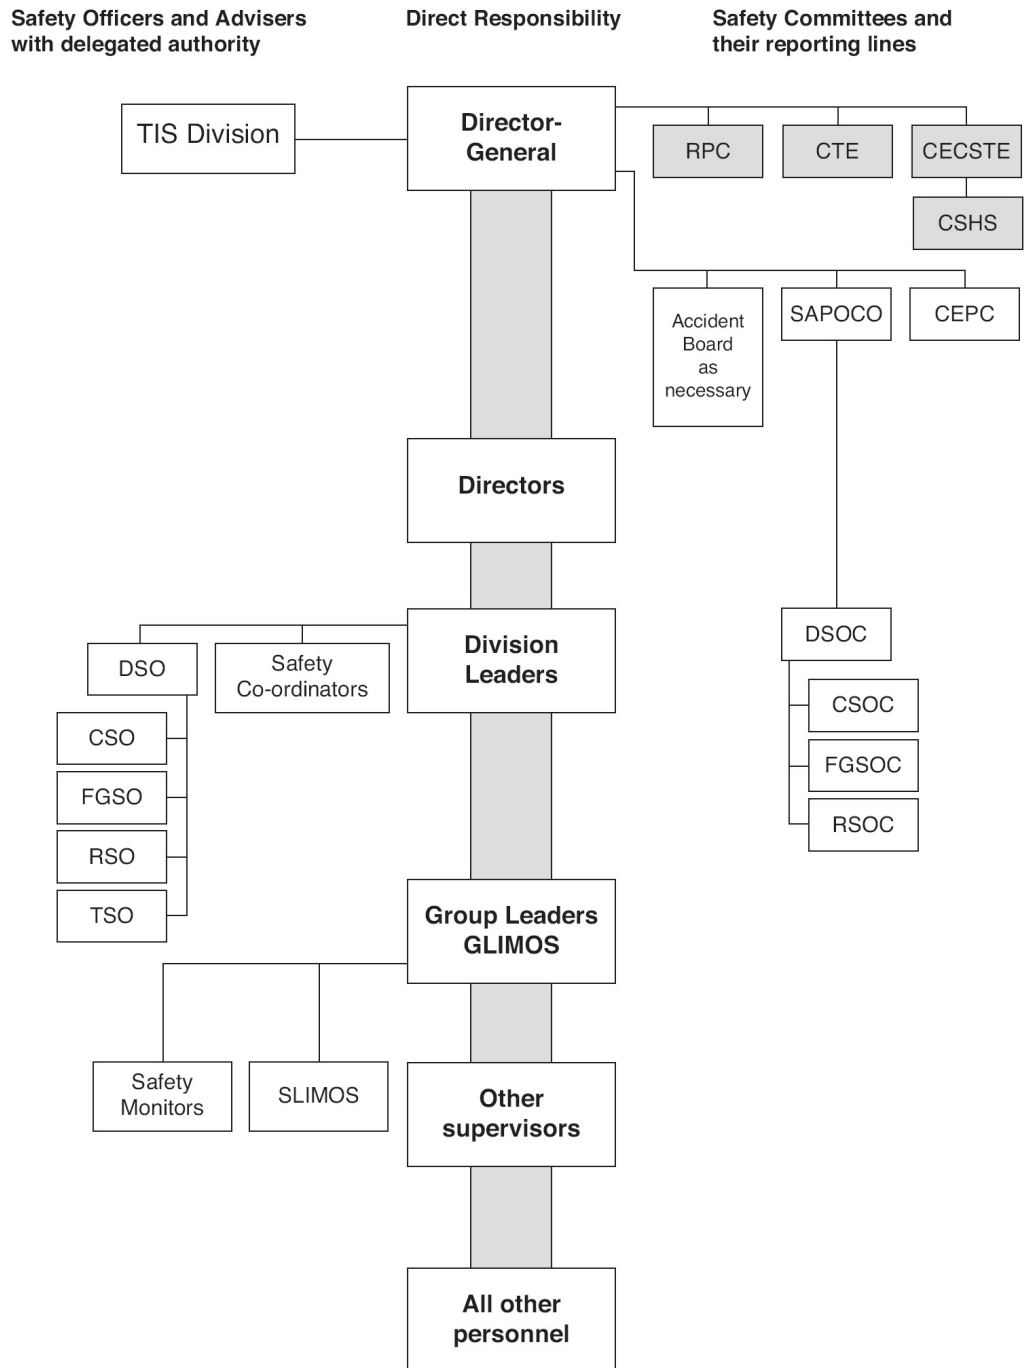 Safety Officers and Advisers
with delegated authority
Direct Responsibility
Safety Committees and
their reporting lines
TIS Division
Director-
General
RPC
CTE
CECSTE
CSHS
Accident
Board
as
necessary
SAPOCO
CEPC
Directors
Division
Leaders
DSO
Safety
Co-ordinators
CSO
FGSO
RSO
TSO
DSOC
CSOC
FGSOC
RSOC
Group Leaders
GLIMOS
Safety
Monitors
SLIMOS
Other
supervisors
All other
personnel